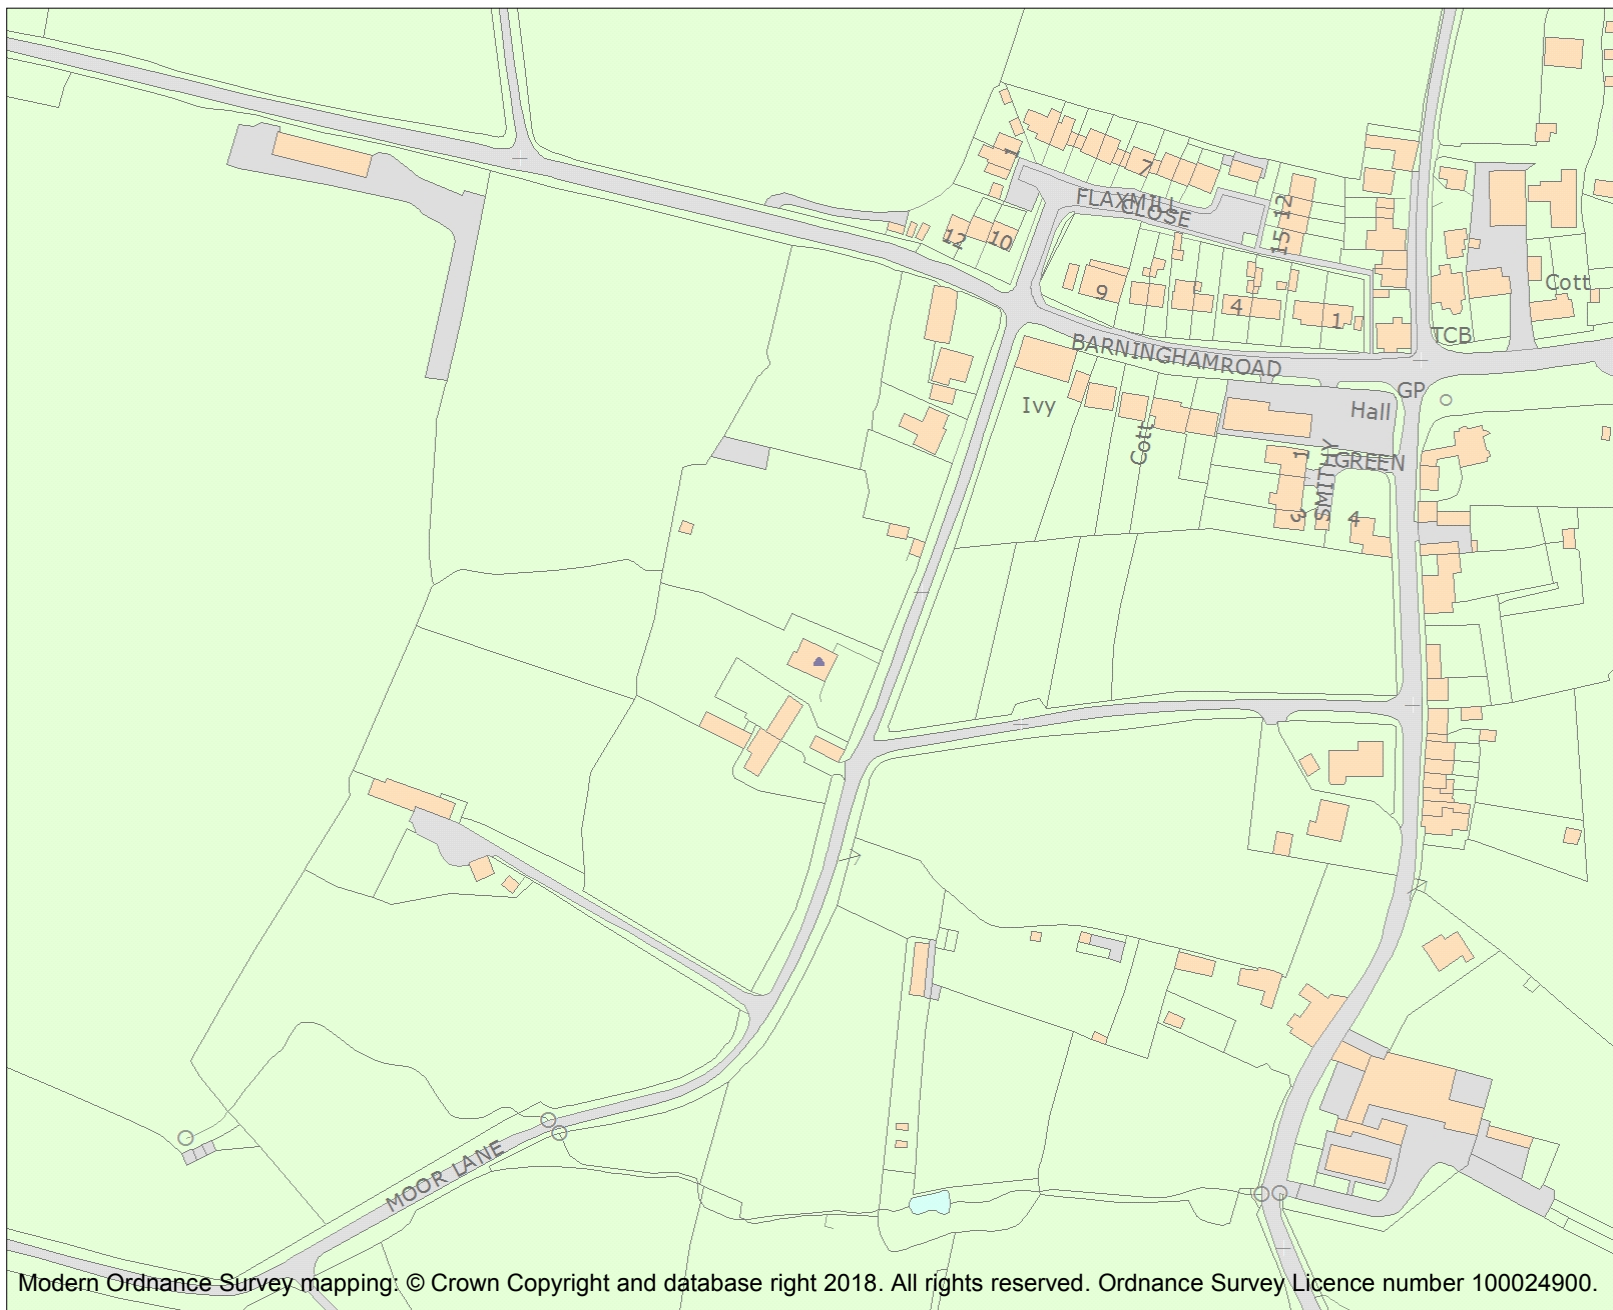 1
7
FLAXMILL
CLOSE
12
15
12
10
9
4
1
Cott
TCB
BARNINGHAMROAD
GP
Ivy
Hall
Cott
1
GREEN
SMITHY
3
4
MOOR LANE
Modern Ordnance Survey mapping: © Crown Copyright and database right 2018. All rights reserved. Ordnance Survey Licence number 100024900.